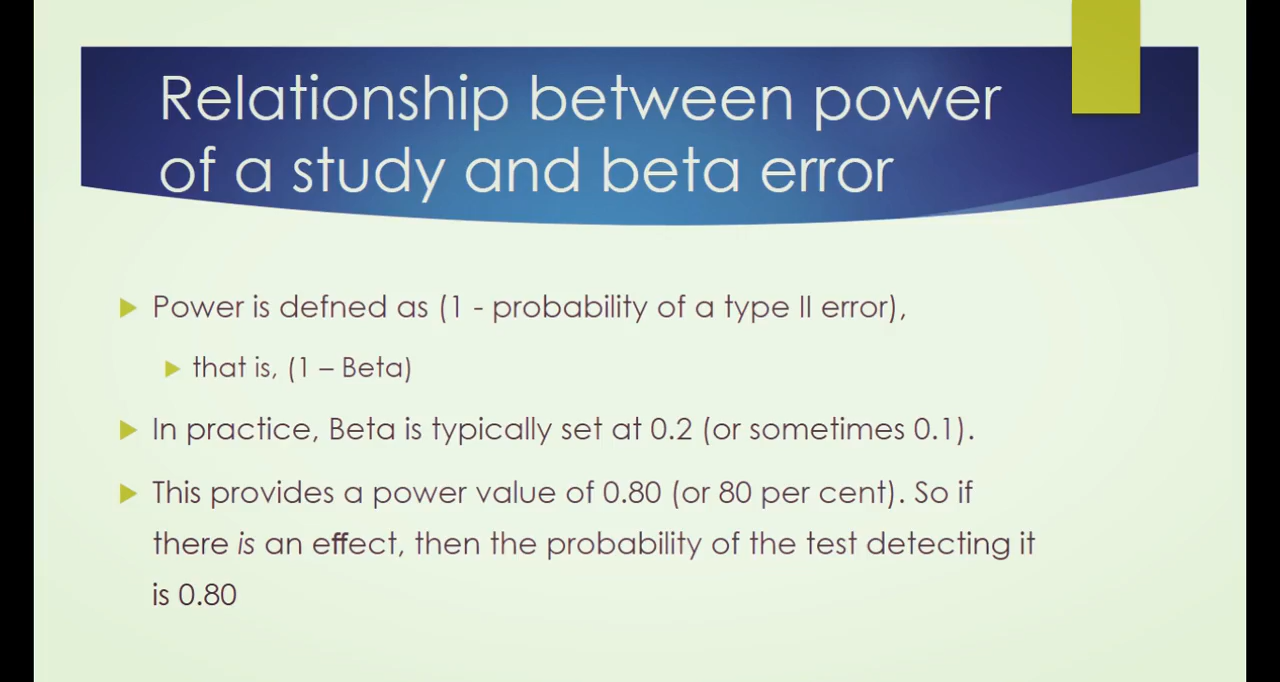 Relationship between power
of a study and beta error
Power is defned as (1 - probability of a type II error),
that is, (1 – Beta)
In practice, Beta is typically set at 0.2 (or sometimes 0.1).
This provides a power value of 0.80 (or 80 per cent). So if
there is an effect, then the probability of the test detecting it
is 0.80